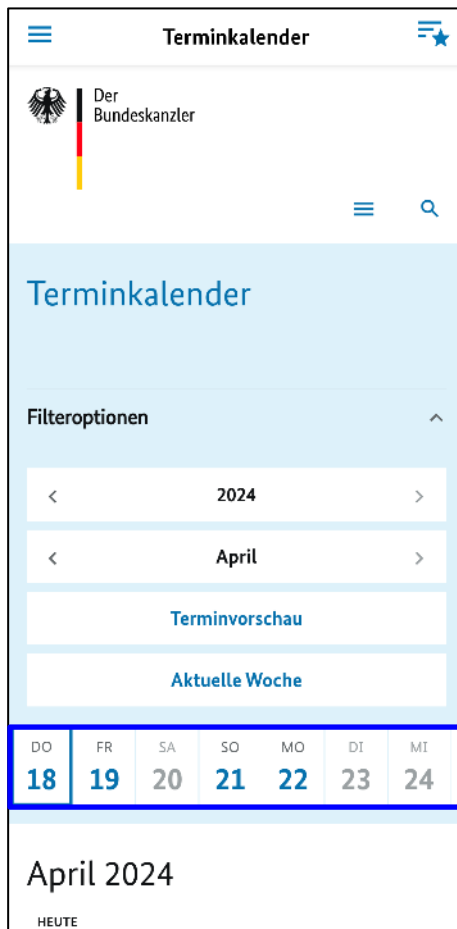 Terminkalender
Der
Bundeskanzler
Terminkalender
Filteroptionen
2024
April
Terminvorschau
Aktuelle Woche
DO FR SA SO MO DI MI
18 19 20 21 22 23 24
April 2024
HEUTE